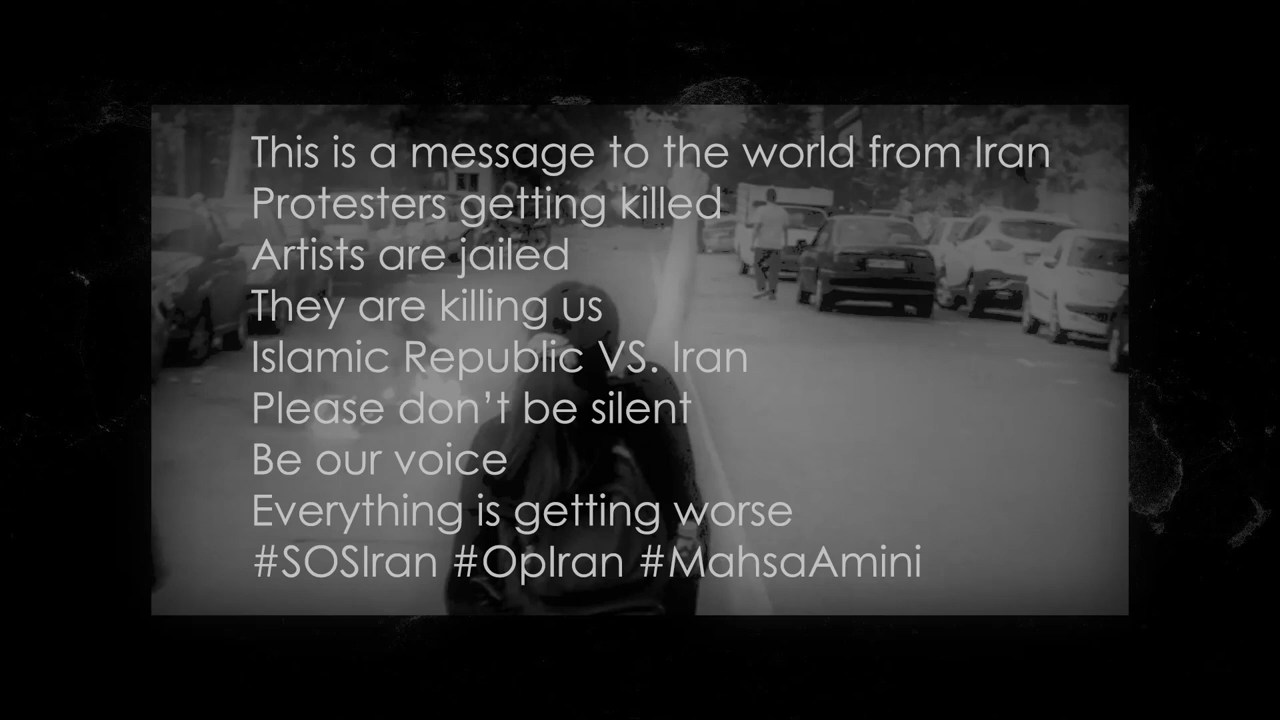 This is a message to the world from Iran
Protesters getting killed
Artists are jailed
They are killing us
Islamic Republic VS. Iran
Please don’t be silent
Be our voice
Everything is getting worse
#SOSIran #OpIran #MahsaAmini